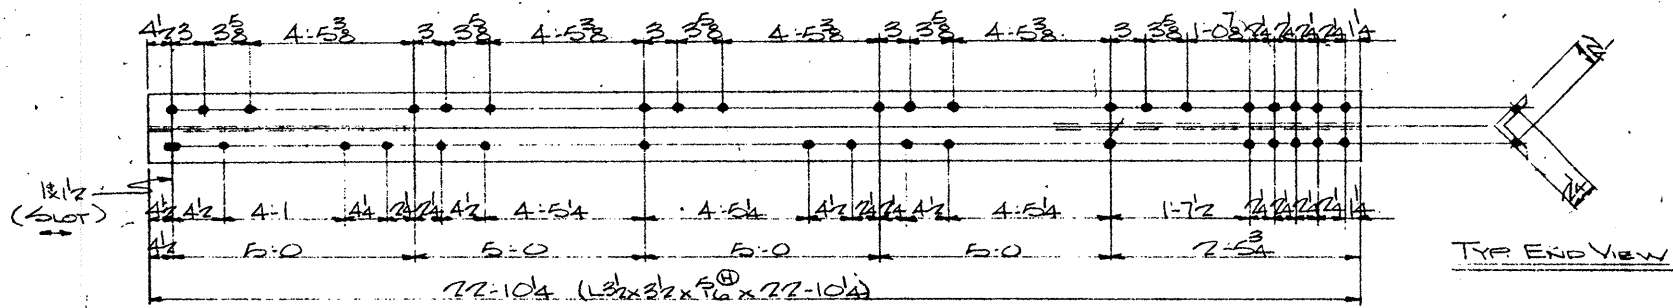 4½ 3 3⅝ 4-5⅜ 3 3⅝ 4-5⅜ 3 3⅝ 4-5⅜ 3 3⅝ 4-5⅜ 3 3⅝ 1-0⅞ 2¼ 2¼ 2¼ 2¼ 1¼
1x1½
(SLOT)
4½ 4½ 4-1 4¼ 2¼ 2¼ 4½ 4-5¼ 4-5¼ 4½ 2¼ 2¼ 4½ 4-5¼ 1-7½ 2¼ 2¼ 2¼ 2¼ 1¼
4½ 5-0 5-0 5-0 5-0 2-5¾
22-10¼ (L3½x3½x5/16 Ⓗ x22-10¼)
2¼
TYP. END VIEW